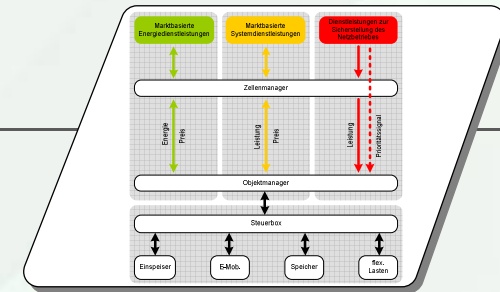 Marktbasierte
Energiedienstleistungen
Marktbasierte
Systemdienstleistungen
Dienstleistungen zur
Sicherstellung des
Netzbetriebes
Zellenmanager
Energie
Preis
Leistung
Preis
Leistung
Prioritätssignal
Objektmanager
Steuerbox
Einspeiser
E-Mob.
Speicher
flex.
Lasten